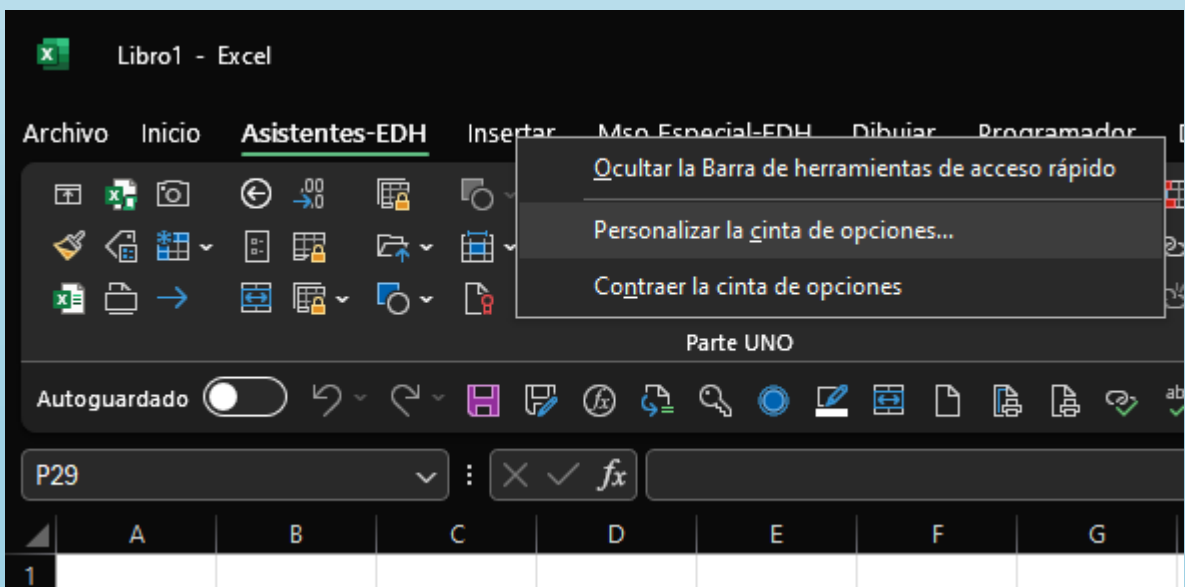 Libro1 - Excel
Archivo Inicio Asistentes-EDH Insertar Mso Especial-EDH Dibujar Programador
Ocultar la Barra de herramientas de acceso rápido
Personalizar la cinta de opciones...
Contraer la cinta de opciones
Parte UNO
Autoguardado
P29
fx
A B C D E F G
1